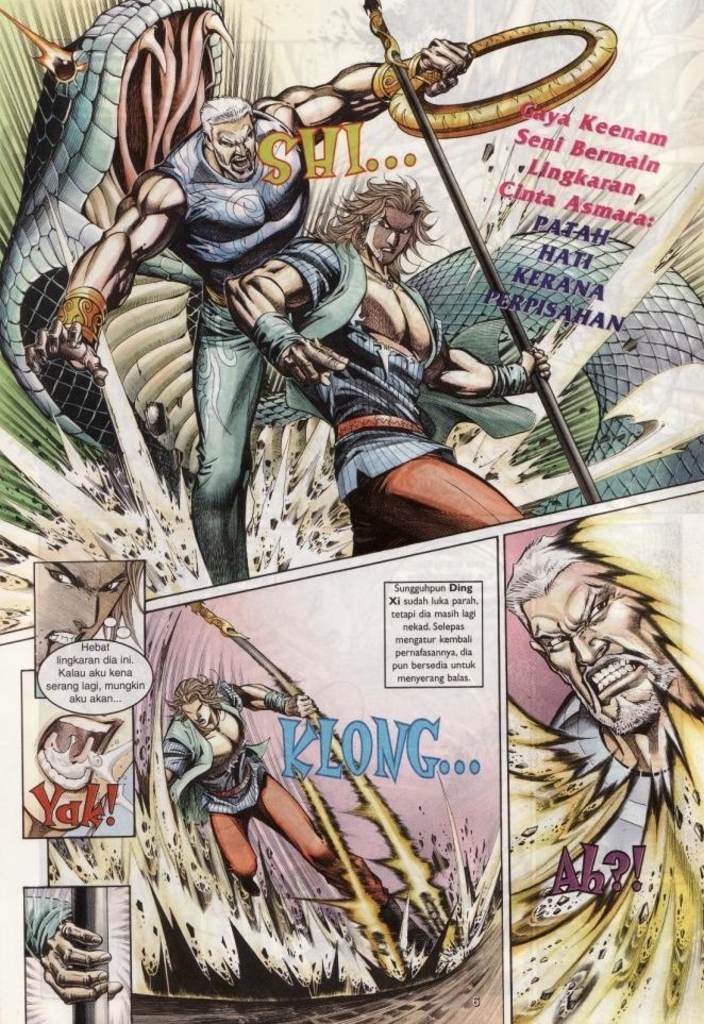 SHI...
Gaya Keenam
Seni Bermain
Lingkaran
Cinta Asmara:
PATAH
HATI
KERANA
PERPISAHAN
Hebat
lingkaran dia ini.
Kalau aku kena
serang lagi, mungkin
aku akan...
Yak!
Sungguhpun Ding
Xi sudah luka parah,
tetapi dia masih lagi
nekad. Selepas
mengatur kembali
pernafasannya, dia
pun bersedia untuk
menyerang balas.
KLONG...
Ah?!
6